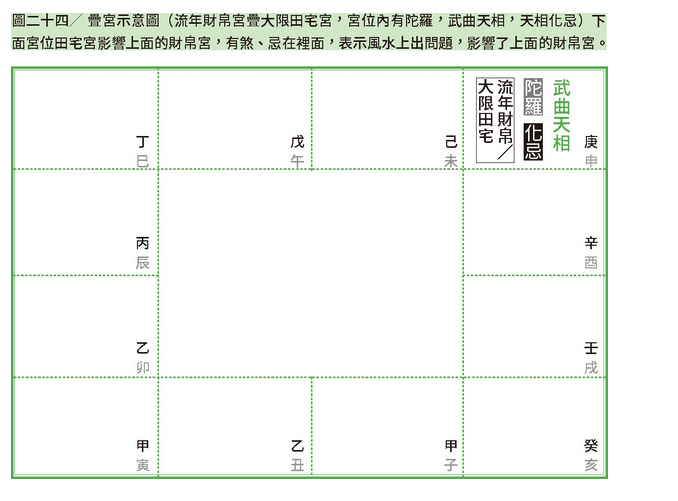 圖二十四／ 疊宮示意圖（流年財帛宮疊大限田宅宮，宮位內有陀羅，武曲天相，天相化忌）下
面宮位田宅宮影響上面的財帛宮，有煞、忌在裡面，表示風水上出問題，影響了上面的財帛宮。
丁
巳
戊
午
己
未
流年財帛／
大限田宅
陀羅
化忌
武曲天相
庚
申
丙
辰
辛
酉
乙
卯
壬
戌
甲
寅
乙
丑
甲
子
癸
亥